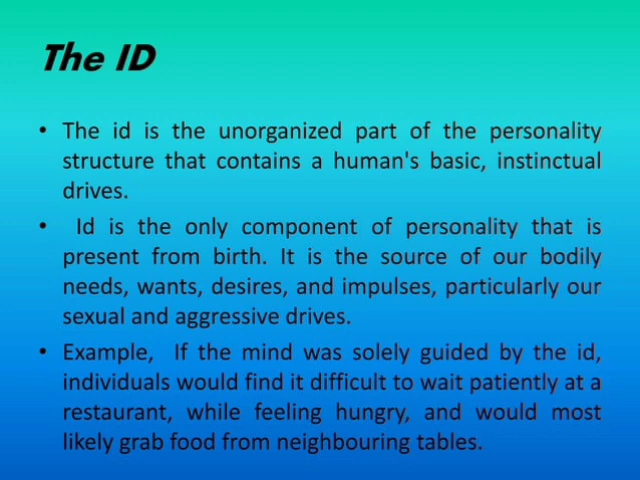 The ID
• The id is the unorganized part of the personality
structure that contains a human's basic, instinctual
drives.
• Id is the only component of personality that is
present from birth. It is the source of our bodily
needs, wants, desires, and impulses, particularly our
sexual and aggressive drives.
• Example, If the mind was solely guided by the id,
individuals would find it difficult to wait patiently at a
restaurant, while feeling hungry, and would most
likely grab food from neighbouring tables.